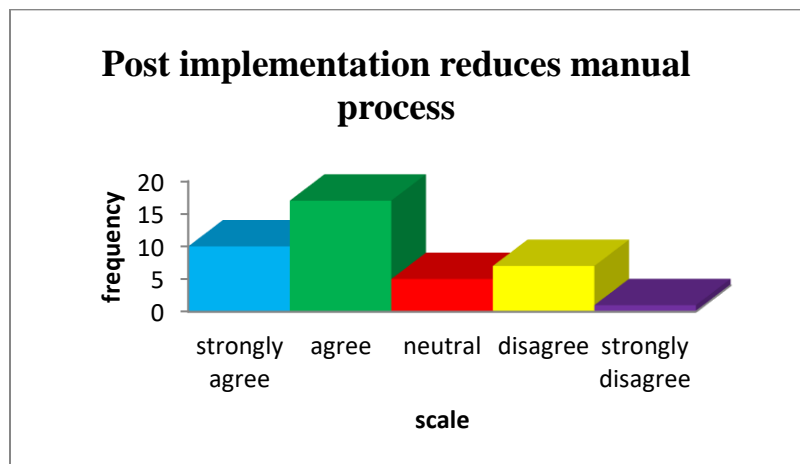 Post implementation reduces manual
process
frequency
20
15
10
5
0
strongly agree
agree
neutral
disagree
strongly disagree
scale